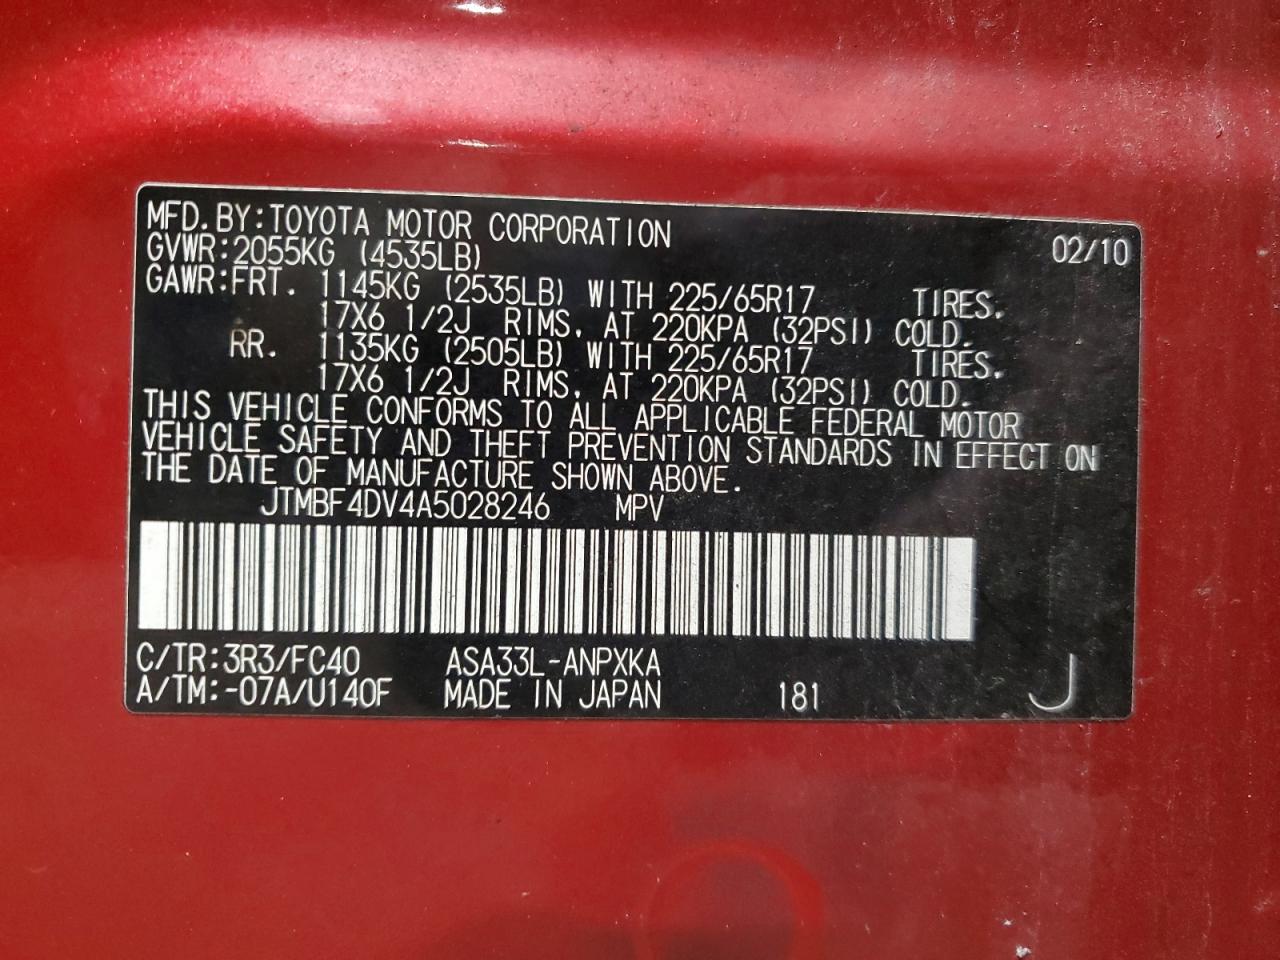 MFD.BY:TOYOTA MOTOR CORPORATION 02/10
GVWR:2055KG (4535LB)
GAWR:FRT. 1145KG (2535LB) WITH 225/65R17 TIRES,
17X6 1/2J RIMS, AT 220KPA (32PSI) COLD.
RR. 1135KG (2505LB) WITH 225/65R17 TIRES,
17X6 1/2J RIMS, AT 220KPA (32PSI) COLD.
THIS VEHICLE CONFORMS TO ALL APPLICABLE FEDERAL MOTOR
VEHICLE SAFETY AND THEFT PREVENTION STANDARDS IN EFFECT ON
THE DATE OF MANUFACTURE SHOWN ABOVE.
JTMBF4DV4A5028246 MPV
C/TR:3R3/FC40 ASA33L-ANPXKA
A/TM:-07A/U140F MADE IN JAPAN 181 J